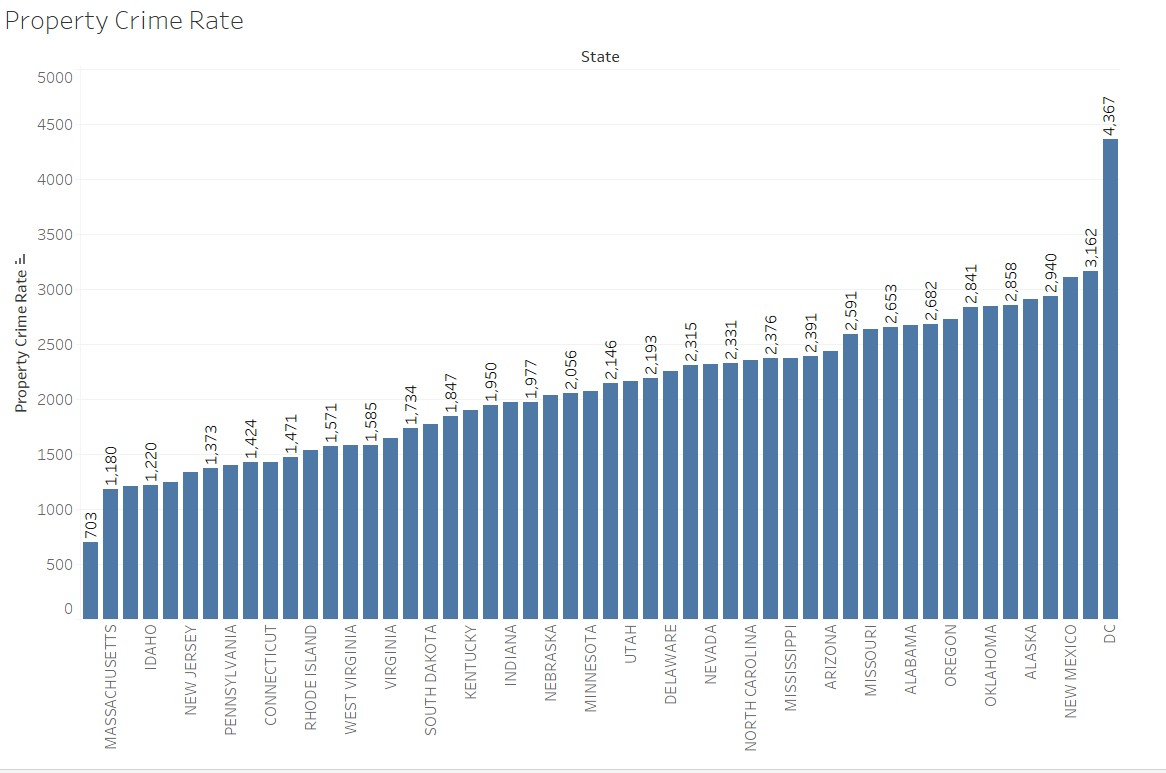 Property Crime Rate
State
Property Crime Rate
5000
4500
4000
3500
3000
2500
2000
1500
1000
500
0
703
1,180
1,220
1,373
1,424
1,471
1,571
1,585
1,734
1,847
1,950
1,977
2,056
2,146
2,193
2,315
2,331
2,376
2,391
2,591
2,653
2,682
2,841
2,858
2,940
3,162
4,367
MASSACHUSETTS
IDAHO
NEW JERSEY
PENNSYLVANIA
CONNECTICUT
RHODE ISLAND
WEST VIRGINIA
VIRGINIA
SOUTH DAKOTA
KENTUCKY
INDIANA
NEBRASKA
MINNESOTA
UTAH
DELAWARE
NEVADA
NORTH CAROLINA
MISSISSIPPI
ARIZONA
MISSOURI
ALABAMA
OREGON
OKLAHOMA
ALASKA
NEW MEXICO
DC